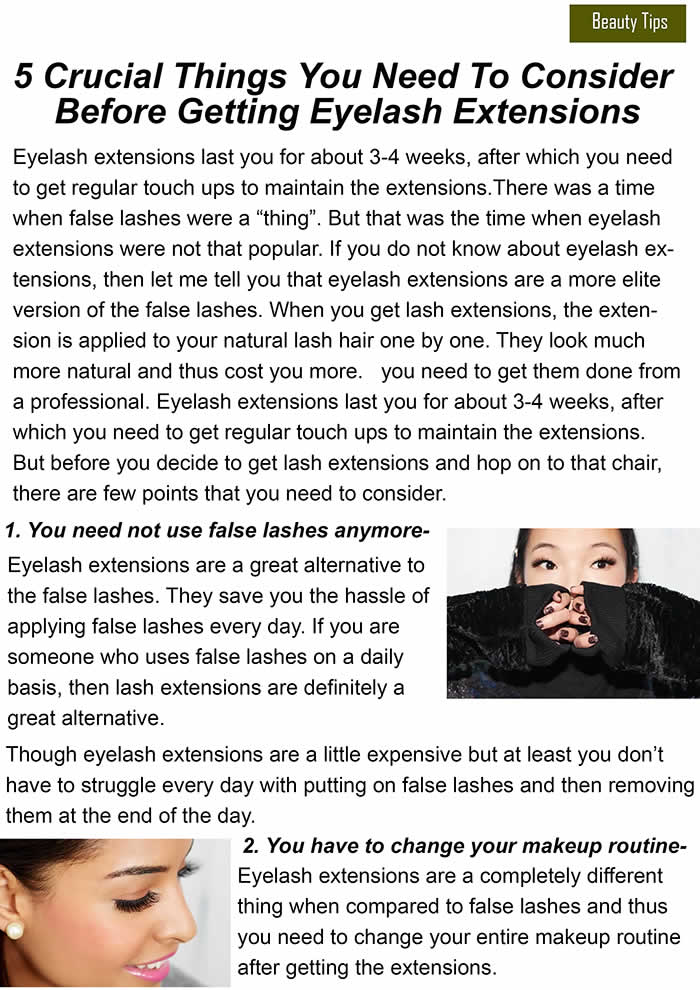 Beauty Tips
5 Crucial Things You Need To Consider
Before Getting Eyelash Extensions
Eyelash extensions last you for about 3-4 weeks, after which you need
to get regular touch ups to maintain the extensions.There was a time
when false lashes were a “thing”. But that was the time when eyelash
extensions were not that popular. If you do not know about eyelash ex-
tensions, then let me tell you that eyelash extensions are a more elite
version of the false lashes. When you get lash extensions, the exten-
sion is applied to your natural lash hair one by one. They look much
more natural and thus cost you more.   you need to get them done from
a professional. Eyelash extensions last you for about 3-4 weeks, after
which you need to get regular touch ups to maintain the extensions.
But before you decide to get lash extensions and hop on to that chair,
there are few points that you need to consider.
1. You need not use false lashes anymore-
Eyelash extensions are a great alternative to
the false lashes. They save you the hassle of
applying false lashes every day. If you are
someone who uses false lashes on a daily
basis, then lash extensions are definitely a
great alternative.
Though eyelash extensions are a little expensive but at least you don’t
have to struggle every day with putting on false lashes and then removing
them at the end of the day.
2. You have to change your makeup routine-
Eyelash extensions are a completely different
thing when compared to false lashes and thus
you need to change your entire makeup routine
after getting the extensions.